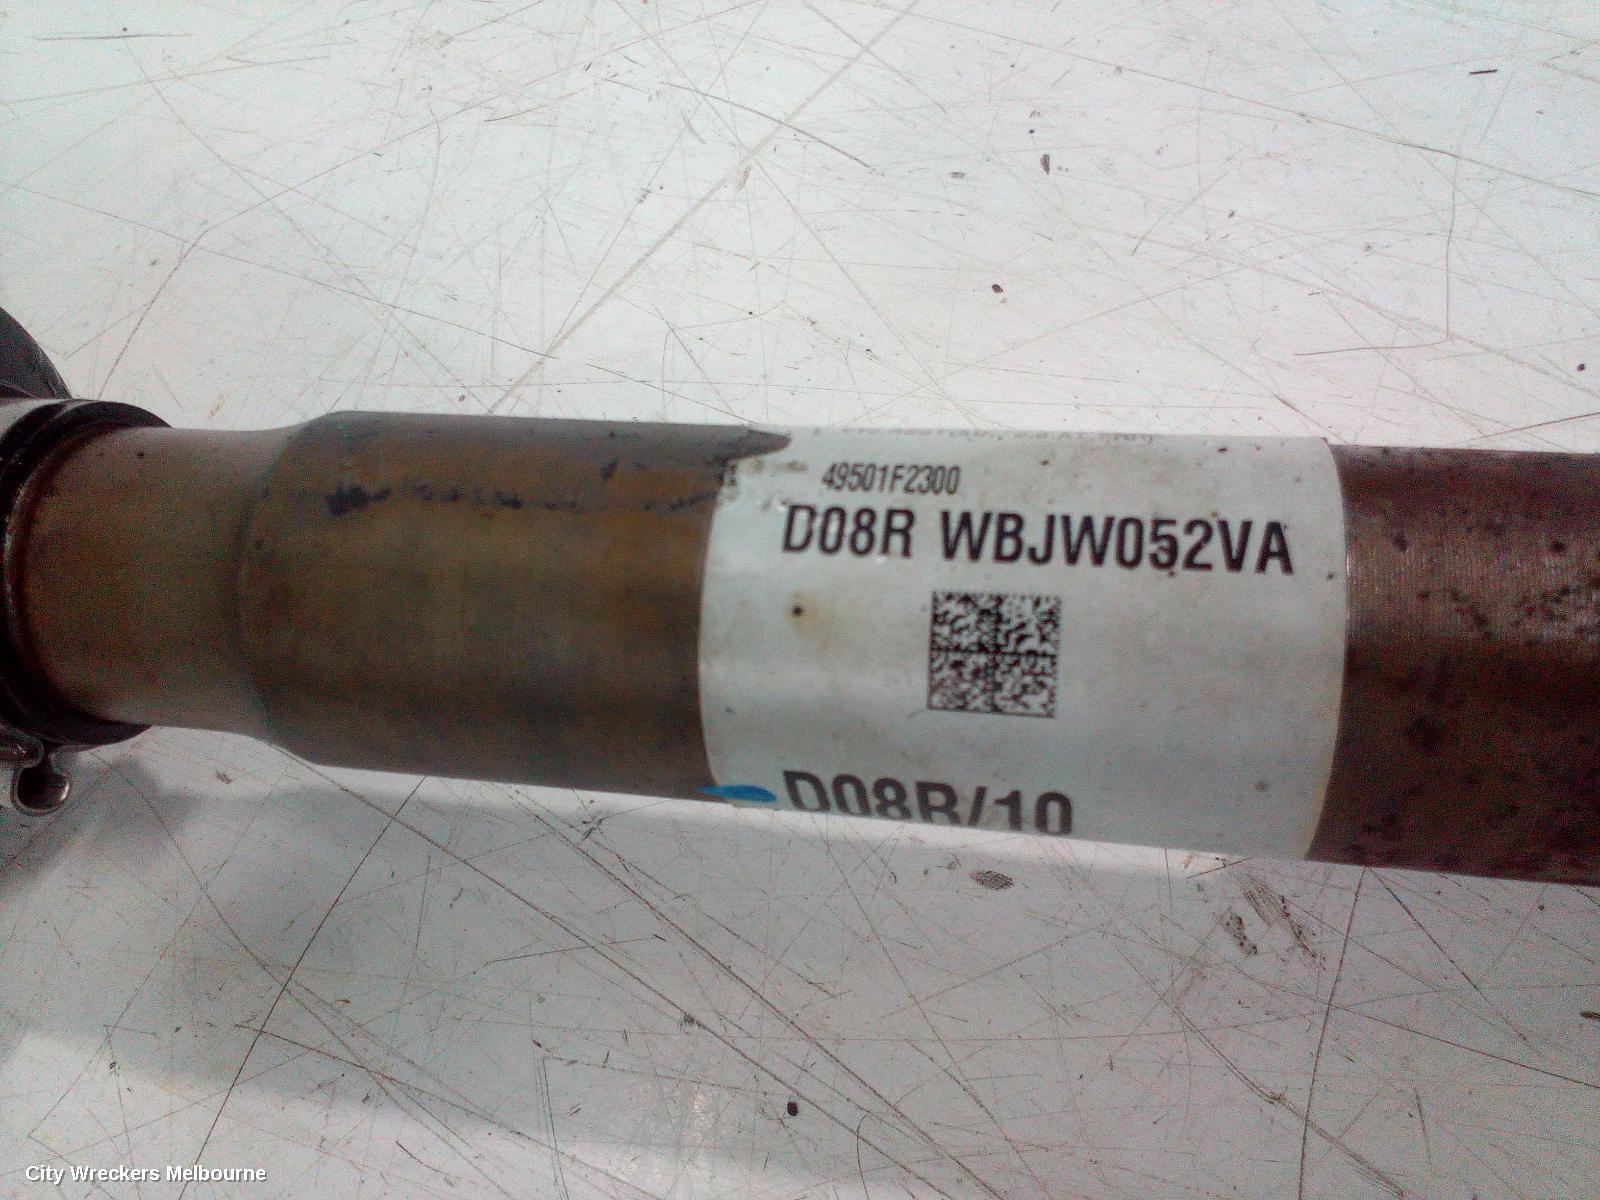 49501F2300
D08R WBJW052VA
D08R/10
City Wreckers Melbourne